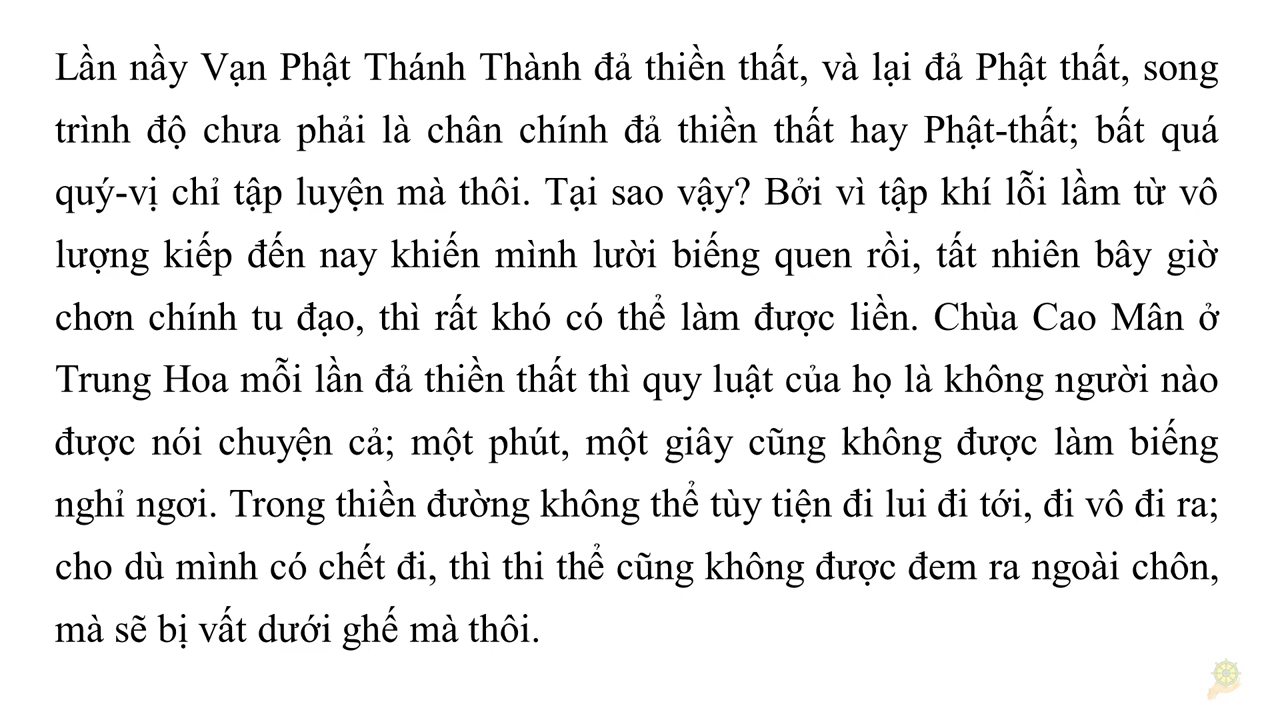 Lần nầy Vạn Phật Thánh Thành đả thiền thất, và lại đả Phật thất, song
trình độ chưa phải là chân chính đả thiền thất hay Phật-thất; bất quá
quý-vị chỉ tập luyện mà thôi. Tại sao vậy? Bởi vì tập khí lỗi lầm từ vô
lượng kiếp đến nay khiến mình lười biếng quen rồi, tất nhiên bây giờ
chơn chính tu đạo, thì rất khó có thể làm được liền. Chùa Cao Mân ở
Trung Hoa mỗi lần đả thiền thất thì quy luật của họ là không người nào
được nói chuyện cả; một phút, một giây cũng không được làm biếng
nghỉ ngơi. Trong thiền đường không thể tùy tiện đi lui đi tới, đi vô đi ra;
cho dù mình có chết đi, thì thi thể cũng không được đem ra ngoài chôn,
mà sẽ bị vất dưới ghế mà thôi.